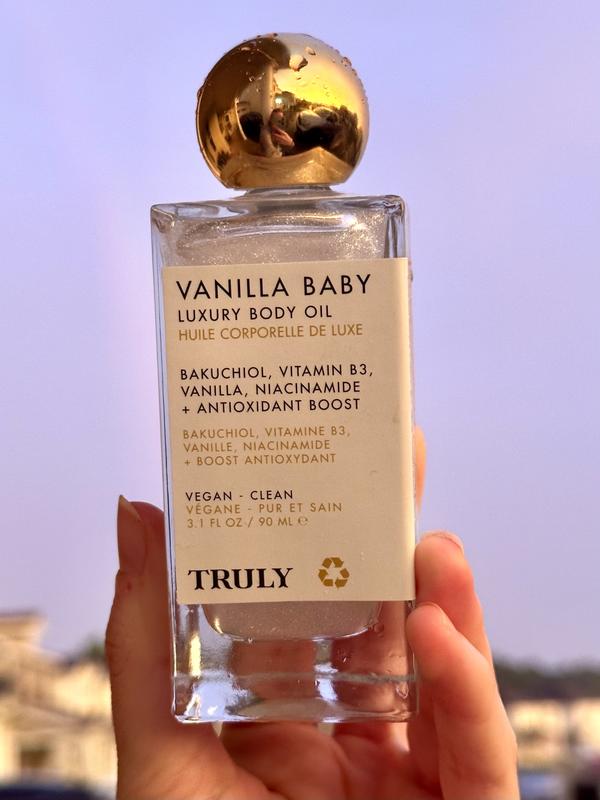 VANILLA BABY
LUXURY BODY OIL
HUILE CORPORELLE DE LUXE
BAKUCHIOL, VITAMIN B3,
VANILLA, NIACINAMIDE
+ ANTIOXIDANT BOOST
BAKUCHIOL, VITAMINE B3,
VANILLE, NIACINAMIDE
+ BOOST ANTIOXYDANT
VEGAN - CLEAN
VÉGANE - PUR ET SAIN
3.1 FL OZ / 90 ML ℮
TRULY